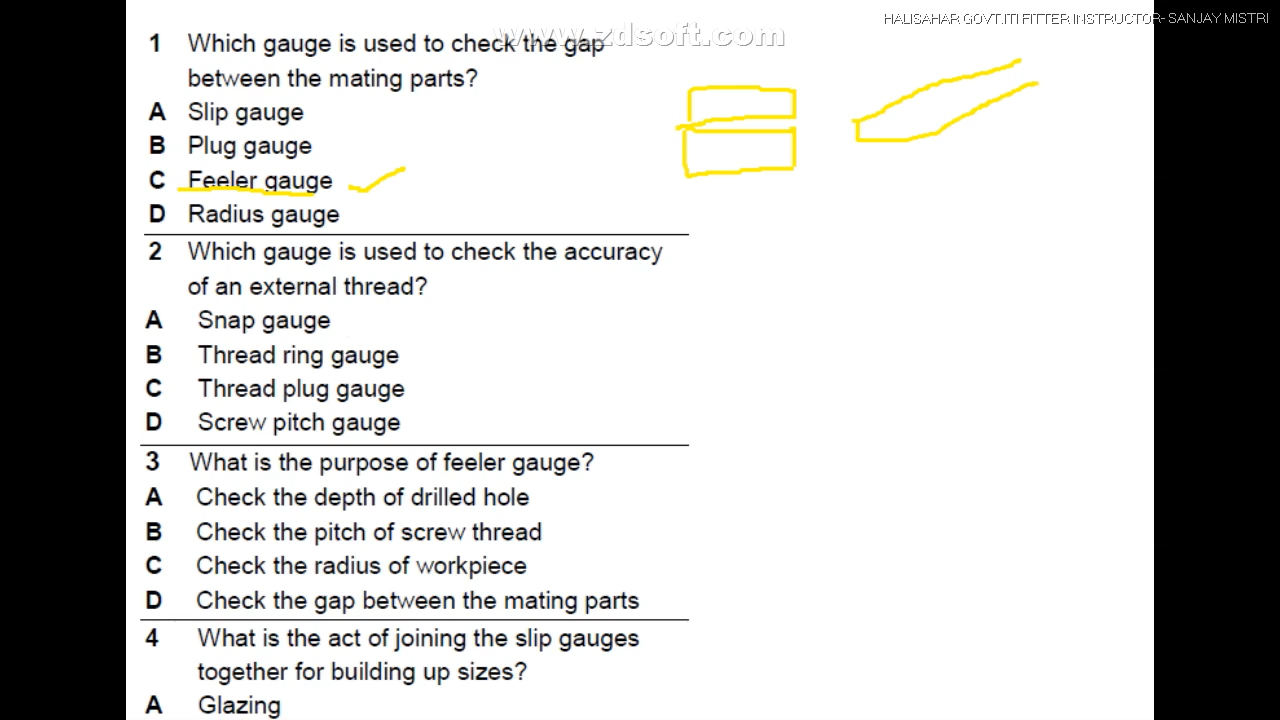 HALISAHAR GOVT.ITI FITTER INSTRUCTOR- SANJAY MISTRI
www.zdsoft.com
1 Which gauge is used to check the gap
between the mating parts?
A Slip gauge
B Plug gauge
C Feeler gauge
D Radius gauge
2 Which gauge is used to check the accuracy
of an external thread?
A Snap gauge
B Thread ring gauge
C Thread plug gauge
D Screw pitch gauge
3 What is the purpose of feeler gauge?
A Check the depth of drilled hole
B Check the pitch of screw thread
C Check the radius of workpiece
D Check the gap between the mating parts
4 What is the act of joining the slip gauges
together for building up sizes?
A Glazing